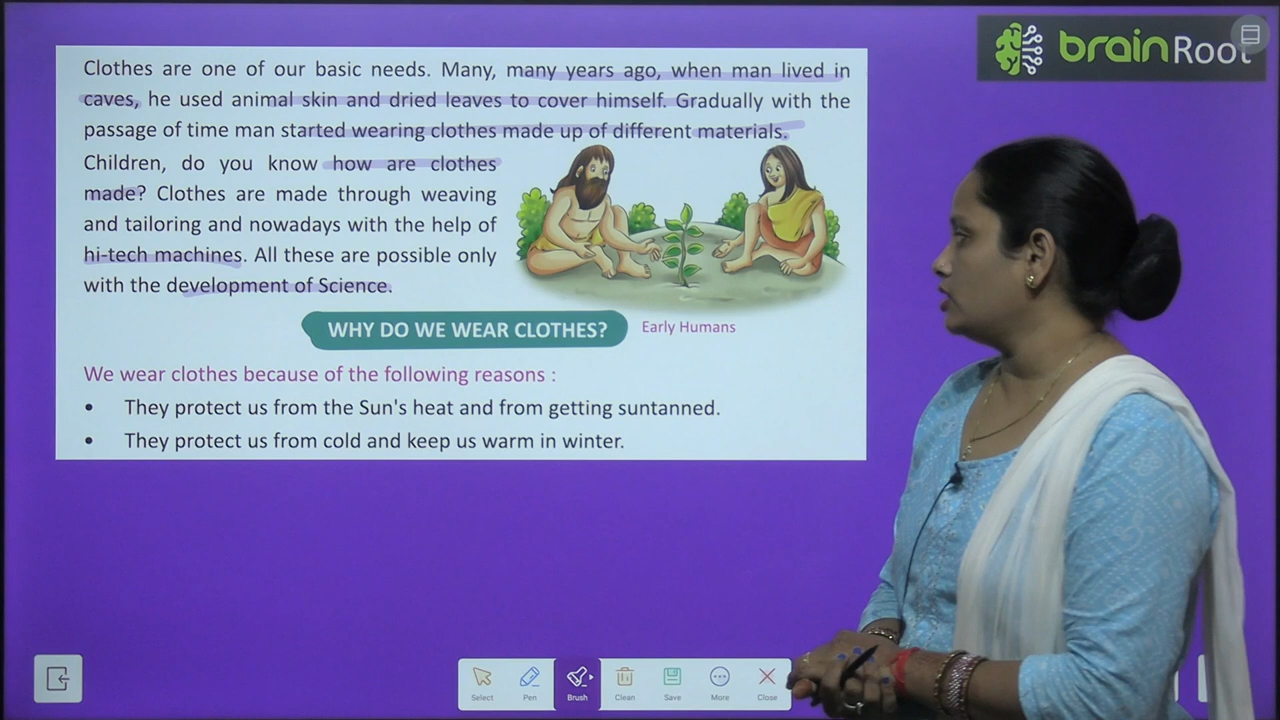 brainRoot
Clothes are one of our basic needs. Many, many years ago, when man lived in
caves, he used animal skin and dried leaves to cover himself. Gradually with the
passage of time man started wearing clothes made up of different materials.
Children, do you know how are clothes
made? Clothes are made through weaving
and tailoring and nowadays with the help of
hi-tech machines. All these are possible only
with the development of Science.
WHY DO WE WEAR CLOTHES?
Early Humans
We wear clothes because of the following reasons :
• They protect us from the Sun's heat and from getting suntanned.
• They protect us from cold and keep us warm in winter.
Select Pen Brush Clean Save More Close